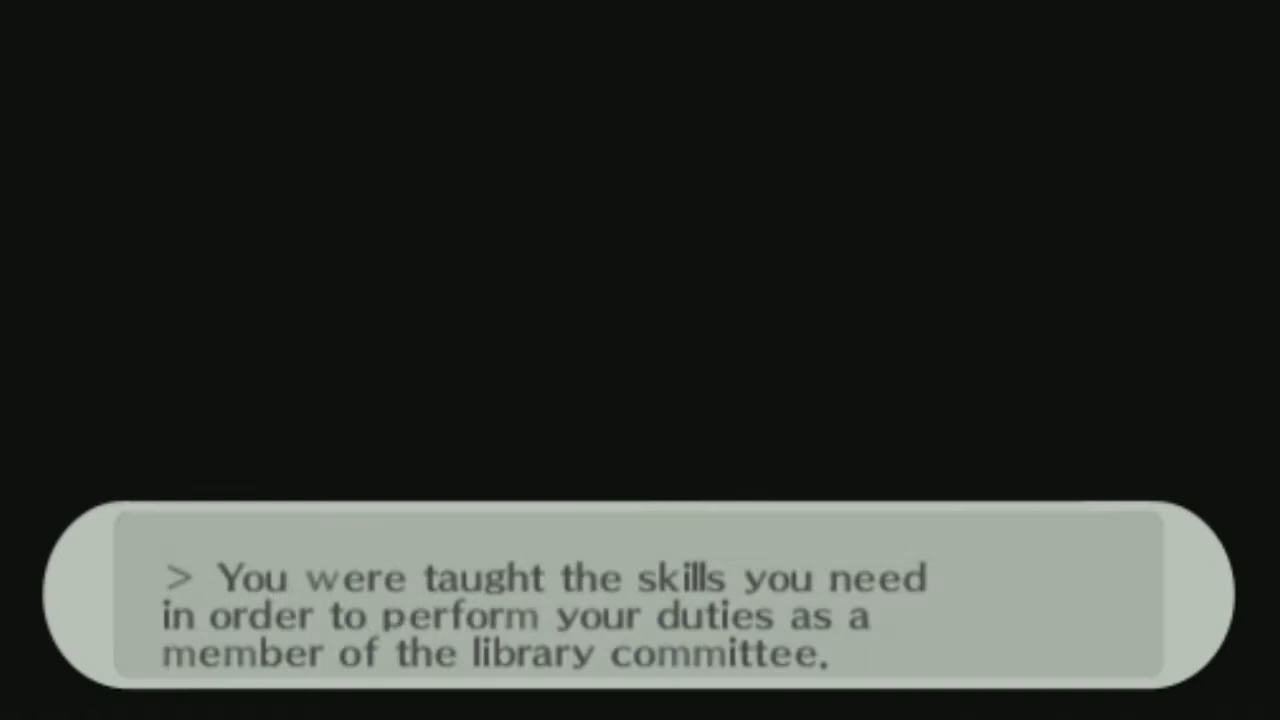 > You were taught the skills you need
in order to perform your duties as a
member of the library committee.